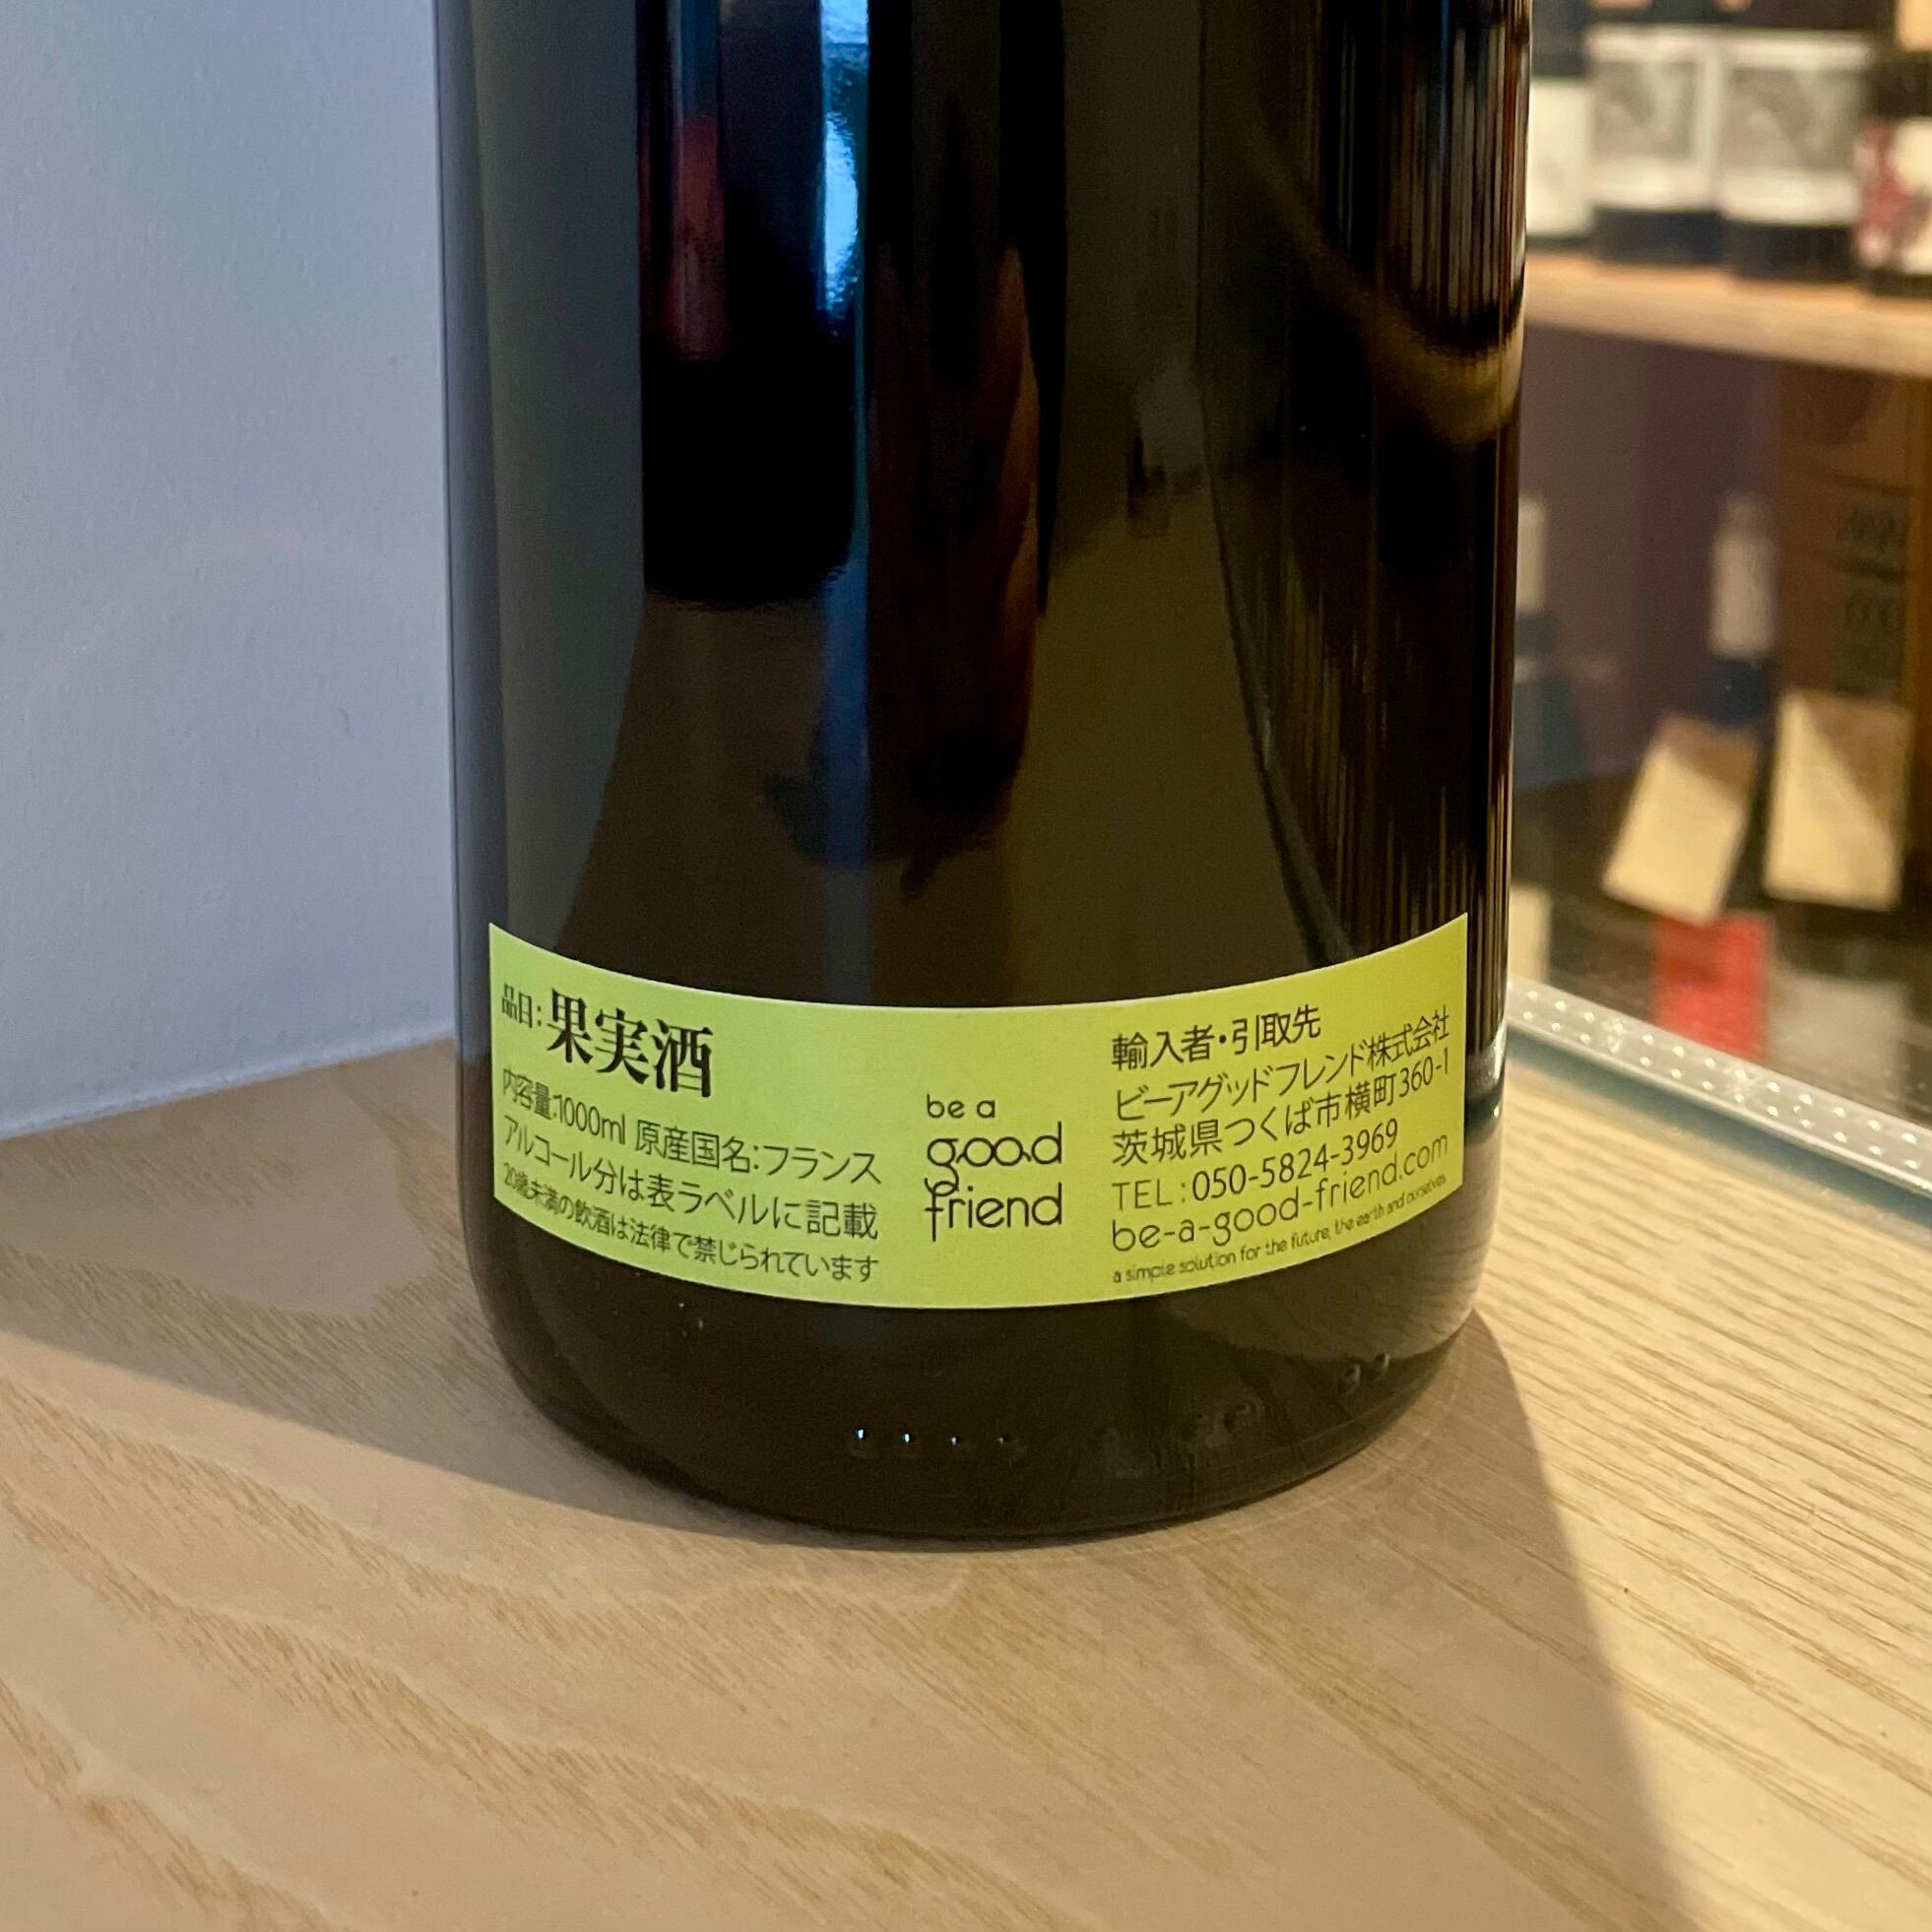 品目:果実酒
内容量:1000ml 原産国名:フランス
アルコール分は表ラベルに記載
20歳未満の飲酒は法律で禁じられています
be a
good
friend
輸入者・引取先
ビーアグッドフレンド株式会社
茨城県つくば市横町360-1
TEL:050-5824-3969
be-a-good-friend.com
a simple solution for the future, the earth and ourselves